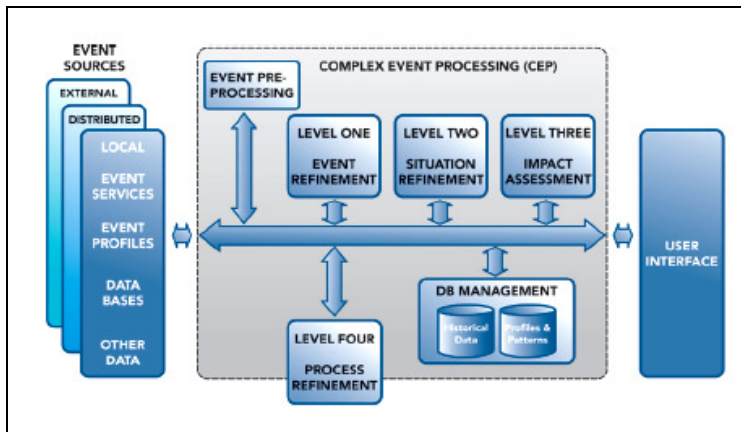 EVENT
SOURCES
EXTERNAL
DISTRIBUTED
LOCAL
EVENT
SERVICES
EVENT
PROFILES
DATA
BASES
OTHER
DATA
COMPLEX EVENT PROCESSING (CEP)
EVENT PRE-
PROCESSING
LEVEL ONE
EVENT
REFINEMENT
LEVEL TWO
SITUATION
REFINEMENT
LEVEL THREE
IMPACT
ASSESSMENT
DB MANAGEMENT
Historical
Data
Profiles &
Patterns
LEVEL FOUR
PROCESS
REFINEMENT
USER
INTERFACE